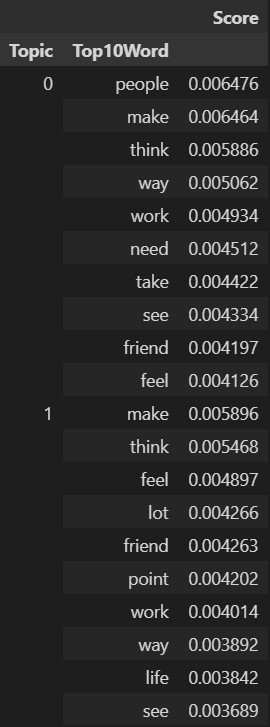 Score
Topic Top10Word
0 people 0.006476
make 0.006464
think 0.005886
way 0.005062
work 0.004934
need 0.004512
take 0.004422
see 0.004334
friend 0.004197
feel 0.004126
1 make 0.005896
think 0.005468
feel 0.004897
lot 0.004266
friend 0.004263
point 0.004202
work 0.004014
way 0.003892
life 0.003842
see 0.003689